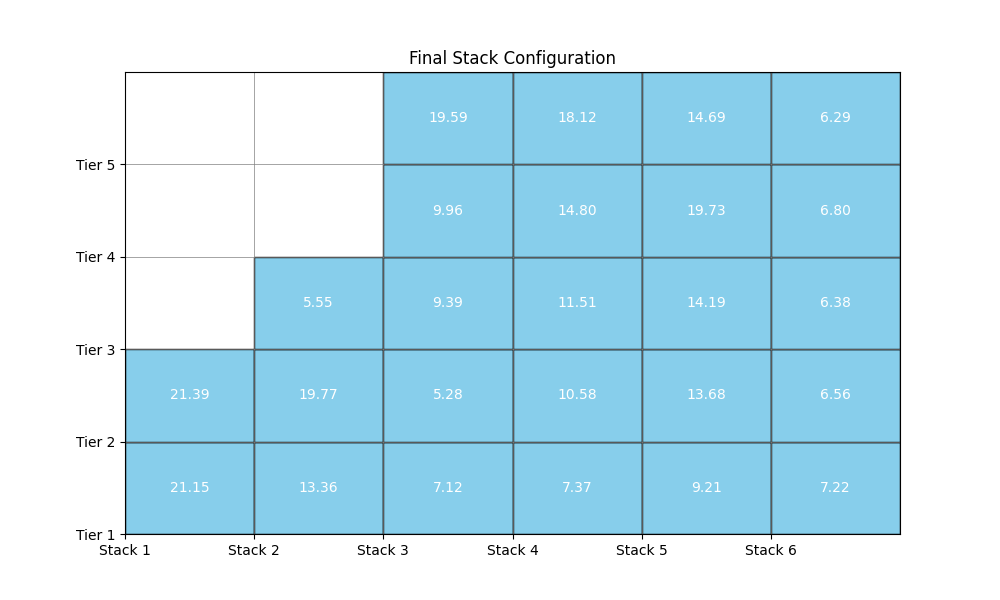 Final Stack Configuration
19.59 18.12 14.69 6.29
Tier 5
9.96 14.80 19.73 6.80
Tier 4
5.55 9.39 11.51 14.19 6.38
Tier 3
21.39 19.77 5.28 10.58 13.68 6.56
Tier 2
21.15 13.36 7.12 7.37 9.21 7.22
Tier 1
Stack 1 Stack 2 Stack 3 Stack 4 Stack 5 Stack 6